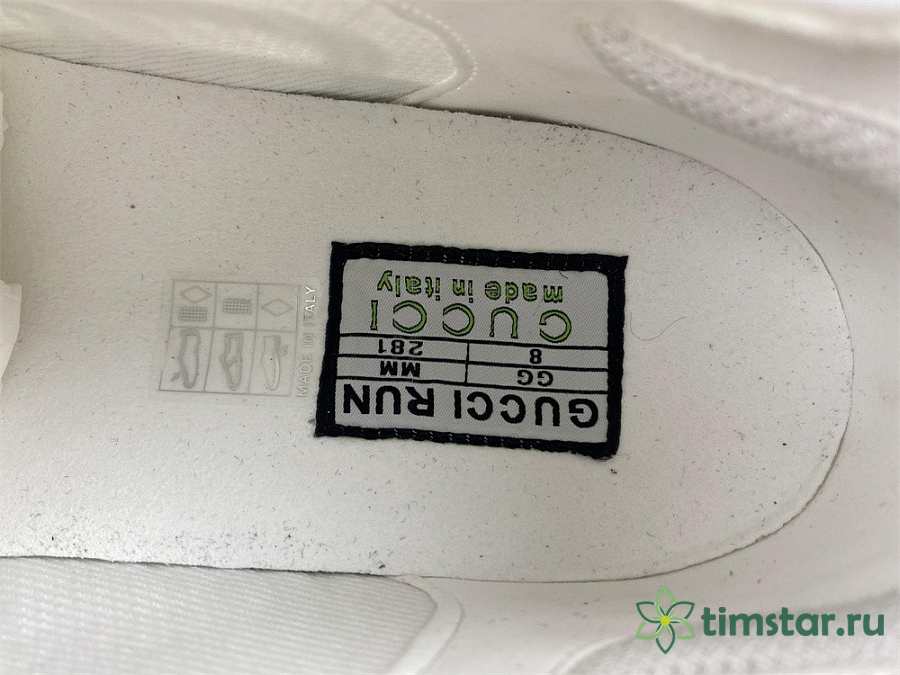 GUCCI RUN
GG MM
8 281
GUCCI
made in italy
MADE IN ITALY
timstar.ru